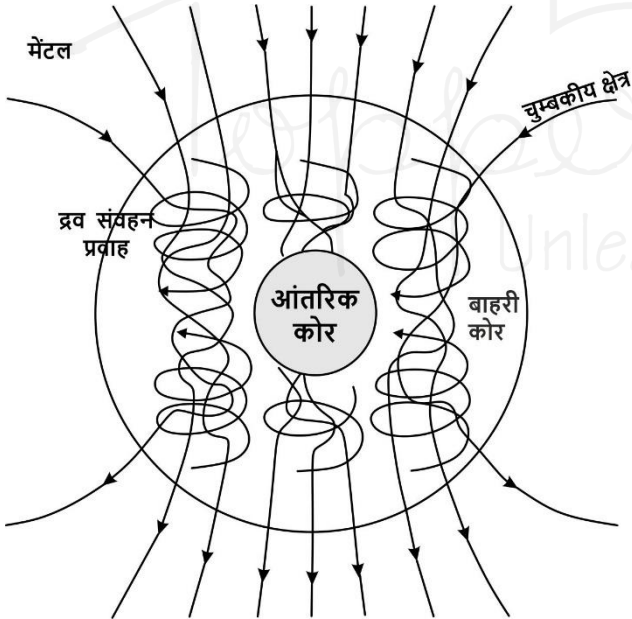 मेंटल
चुम्बकीय क्षेत्र
द्रव संवहन
प्रवाह
आंतरिक
कोर
बाहरी
कोर